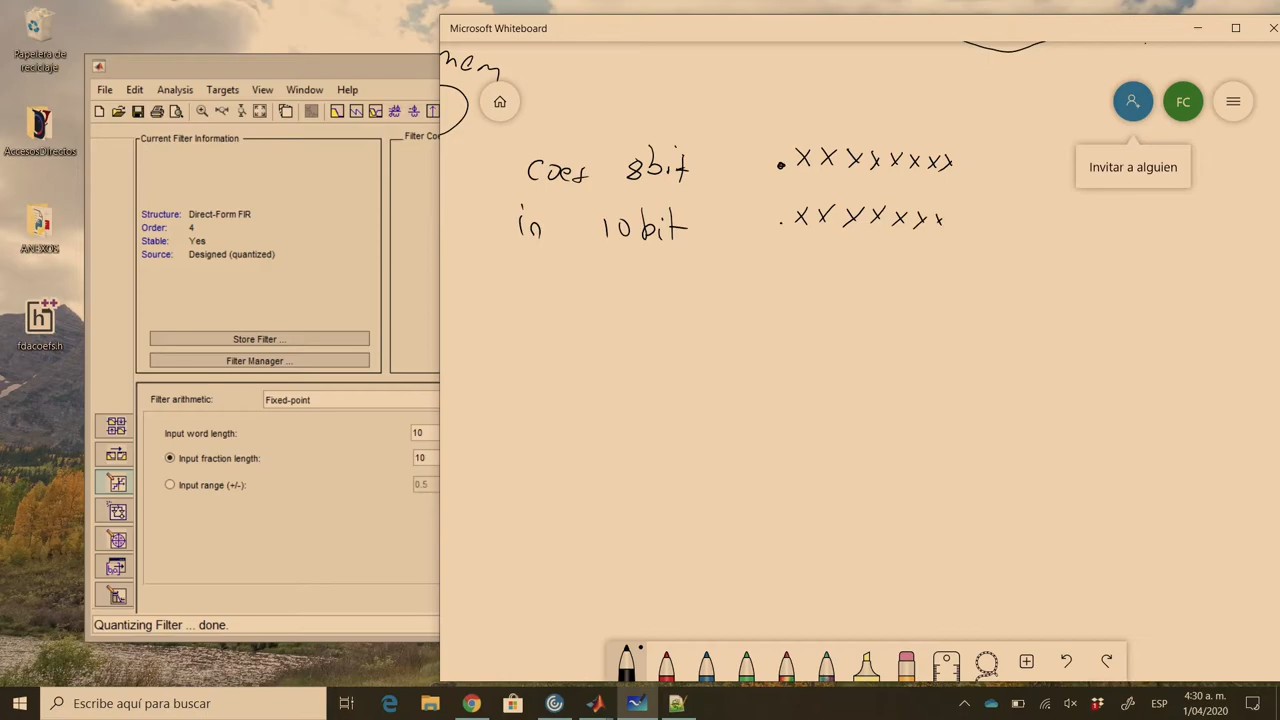 Papelera de
reciclaje
AccesosDirectos
ANEXOS
fdacoefs.h
File Edit Analysis Targets View Window Help
Current Filter Information
Filter Co
Structure: Direct-Form FIR
Order: 4
Stable: Yes
Source: Designed (quantized)
Store Filter ...
Filter Manager ...
Filter arithmetic: Fixed-point
Input word length: 10
Input fraction length: 10
Input range (+/-): 0.5
Quantizing Filter ... done.
Microsoft Whiteboard
FC
Invitar a alguien
coef 8bit .XXXXXXXX
in 10bit .XXXXXXX
Escribe aquí para buscar
ESP
4:30 a. m.
1/04/2020